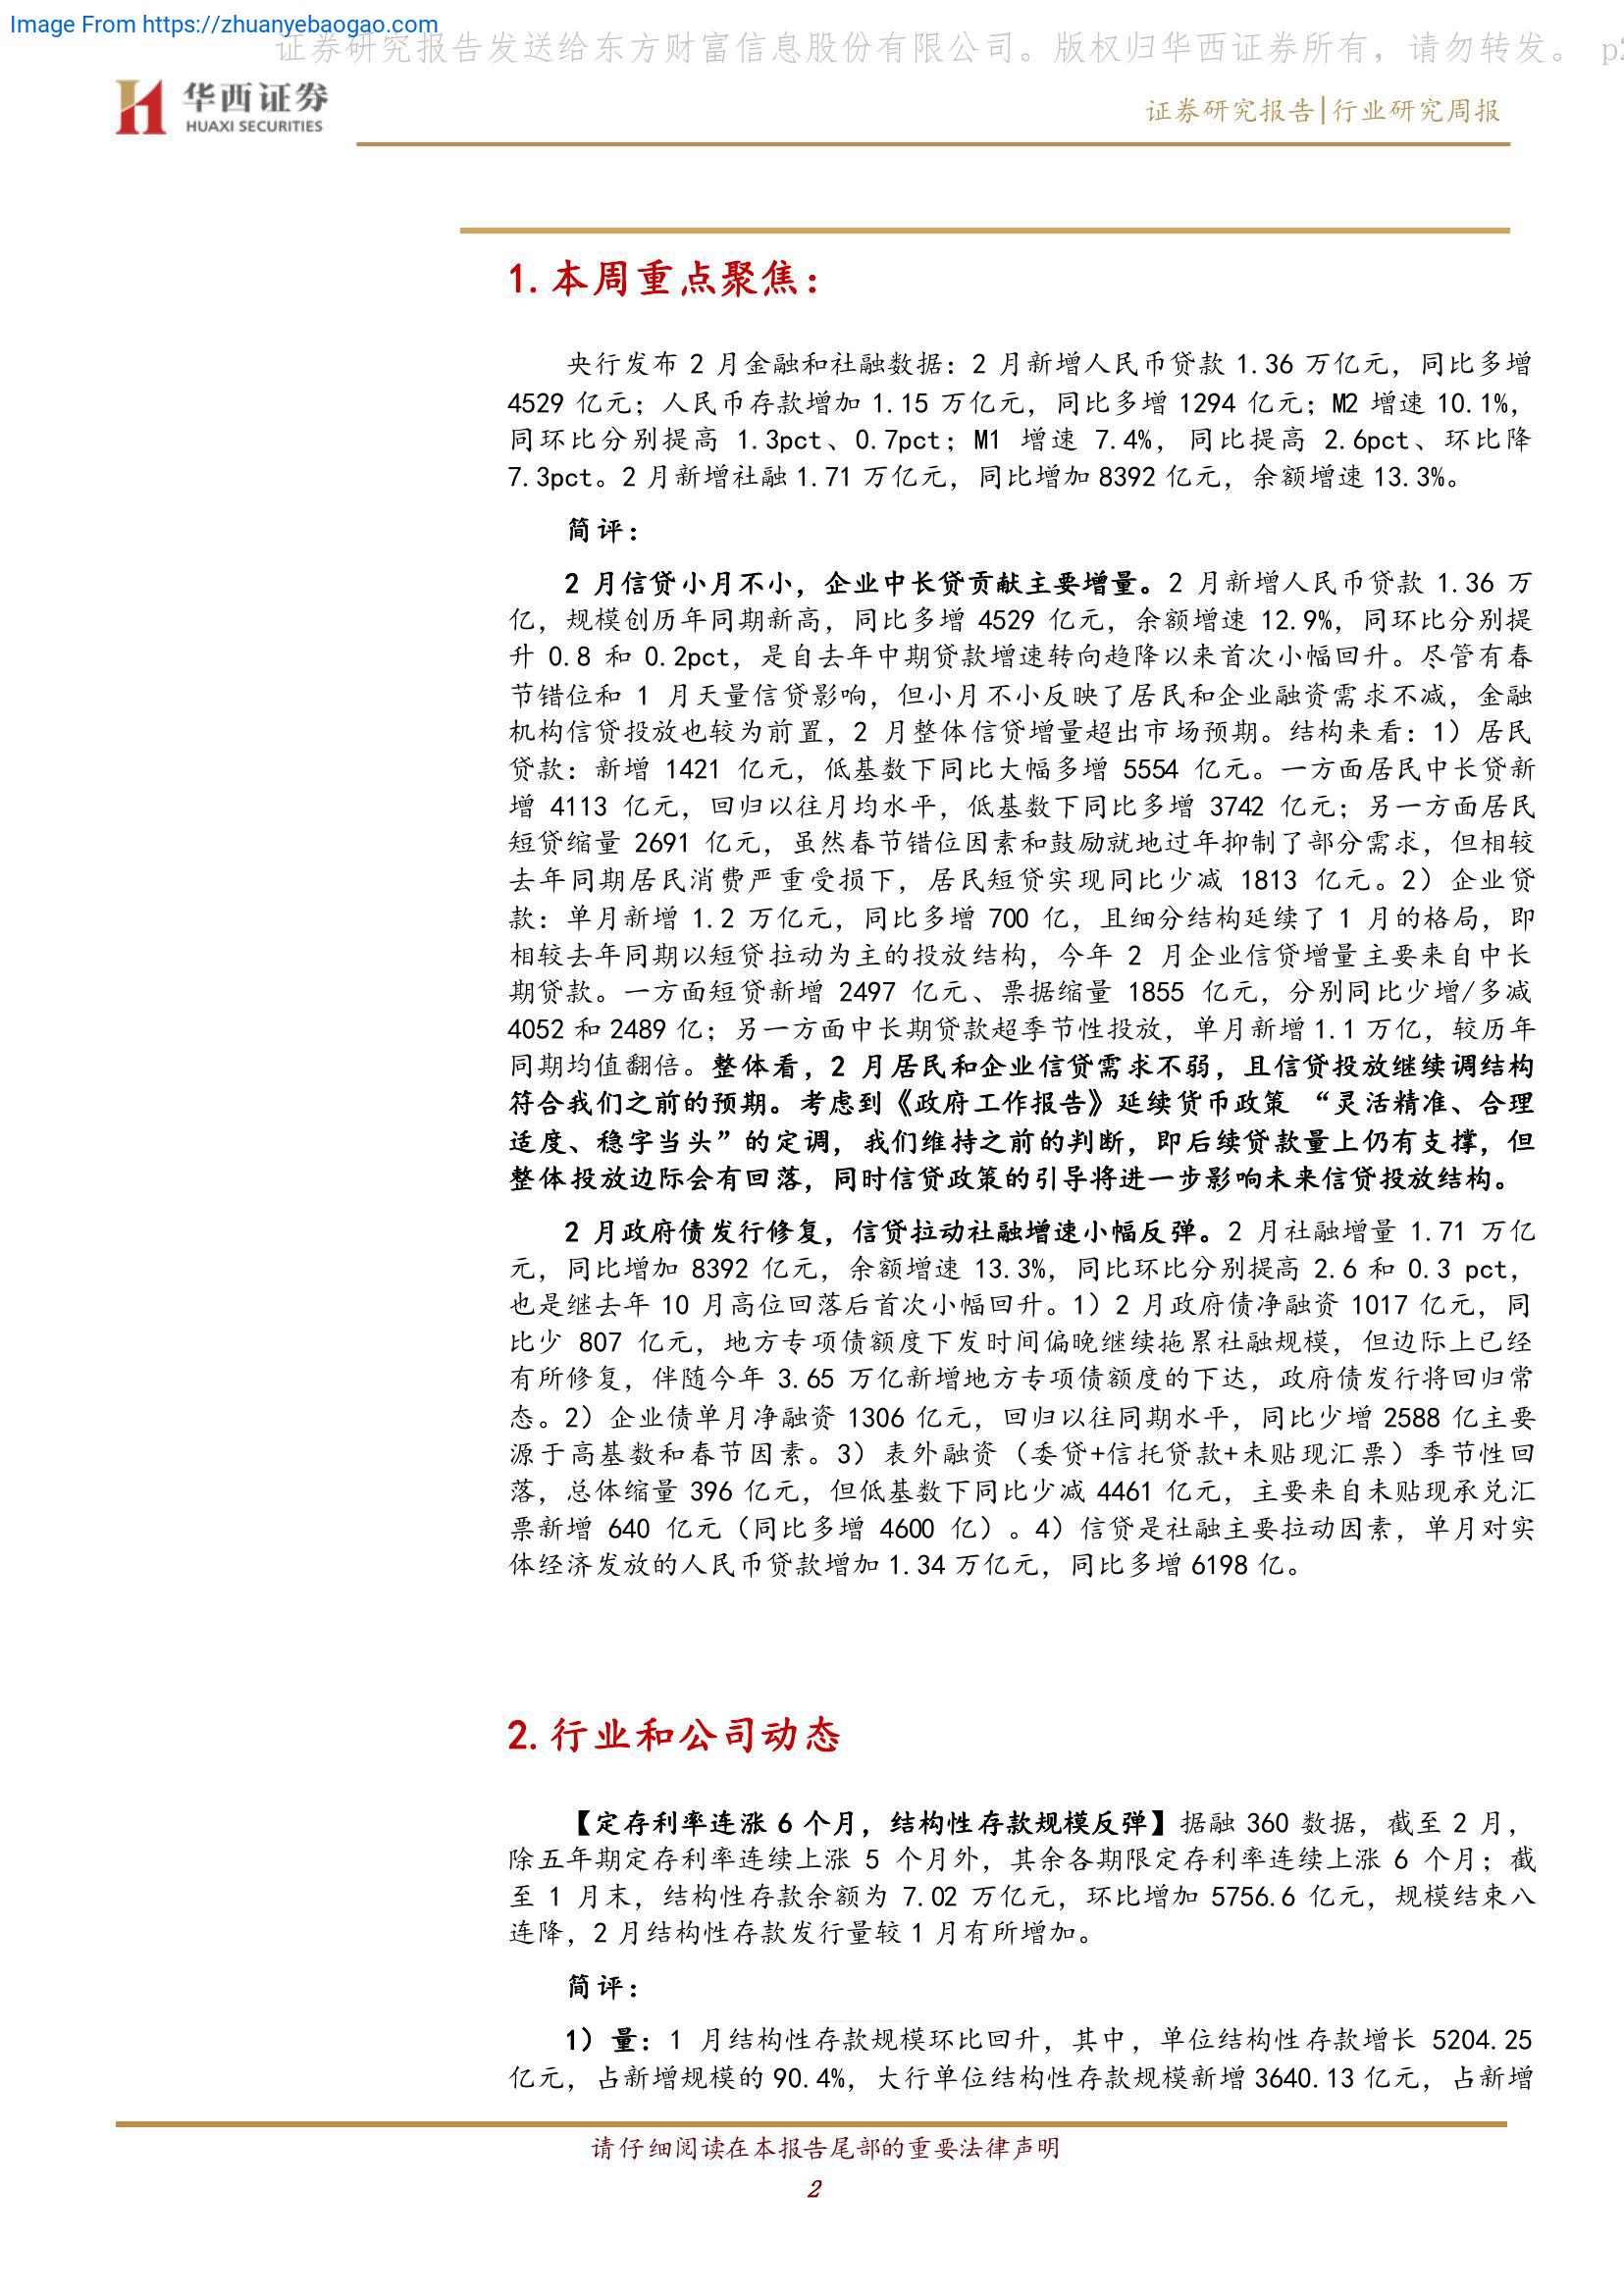 Image From https://zhuanyebaogao.com
证券研究报告发送给东方财富信息股份有限公司。版权归华西证券所有，请勿转发。 p2
华西证券
HUAXI SECURITIES
证券研究报告|行业研究周报
1. 本周重点聚焦：
央行发布 2 月金融和社融数据：2 月新增人民币贷款 1.36 万亿元，同比多增
4529 亿元；人民币存款增加 1.15 万亿元，同比多增 1294 亿元；M2 增速 10.1%，
同环比分别提高 1.3pct、0.7pct；M1 增速 7.4%，同比提高 2.6pct、环比降
7.3pct。2 月新增社融 1.71 万亿元，同比增加 8392 亿元，余额增速 13.3%。
简评：
2 月信贷小月不小，企业中长贷贡献主要增量。2 月新增人民币贷款 1.36 万
亿，规模创历年同期新高，同比多增 4529 亿元，余额增速 12.9%，同环比分别提
升 0.8 和 0.2pct，是自去年中期贷款增速转向趋降以来首次小幅回升。尽管有春
节错位和 1 月天量信贷影响，但小月不小反映了居民和企业融资需求不减，金融
机构信贷投放也较为前置，2 月整体信贷增量超出市场预期。结构来看：1）居民
贷款：新增 1421 亿元，低基数下同比大幅多增 5554 亿元。一方面居民中长贷新
增 4113 亿元，回归以往月均水平，低基数下同比多增 3742 亿元；另一方面居民
短贷缩量 2691 亿元，虽然春节错位因素和鼓励就地过年抑制了部分需求，但相较
去年同期居民消费严重受损下，居民短贷实现同比少减 1813 亿元。2）企业贷
款：单月新增 1.2 万亿元，同比多增 700 亿，且细分结构延续了 1 月的格局，即
相较去年同期以短贷拉动为主的投放结构，今年 2 月企业信贷增量主要来自中长
期贷款。一方面短贷新增 2497 亿元、票据缩量 1855 亿元，分别同比少增/多减
4052 和 2489 亿；另一方面中长期贷款超季节性投放，单月新增 1.1 万亿，较历年
同期均值翻倍。整体看，2 月居民和企业信贷需求不弱，且信贷投放继续调结构
符合我们之前的预期。考虑到《政府工作报告》延续货币政策 “灵活精准、合理
适度、稳字当头”的定调，我们维持之前的判断，即后续贷款量上仍有支撑，但
整体投放边际会有回落，同时信贷政策的引导将进一步影响未来信贷投放结构。
2 月政府债发行修复，信贷拉动社融增速小幅反弹。2 月社融增量 1.71 万亿
元，同比增加 8392 亿元，余额增速 13.3%，同比环比分别提高 2.6 和 0.3 pct，
也是继去年 10 月高位回落后首次小幅回升。1）2 月政府债净融资 1017 亿元，同
比少 807 亿元，地方专项债额度下发时间偏晚继续拖累社融规模，但边际上已经
有所修复，伴随今年 3.65 万亿新增地方专项债额度的下达，政府债发行将回归常
态。2）企业债单月净融资 1306 亿元，回归以往同期水平，同比少增 2588 亿主要
源于高基数和春节因素。3）表外融资（委贷+信托贷款+未贴现汇票）季节性回
落，总体缩量 396 亿元，但低基数下同比少减 4461 亿元，主要来自未贴现承兑汇
票新增 640 亿元（同比多增 4600 亿）。4）信贷是社融主要拉动因素，单月对实
体经济发放的人民币贷款增加 1.34 万亿元，同比多增 6198 亿。
2. 行业和公司动态
【定存利率连涨 6 个月，结构性存款规模反弹】据融 360 数据，截至 2 月，
除五年期定存利率连续上涨 5 个月外，其余各期限定存利率连续上涨 6 个月；截
至 1 月末，结构性存款余额为 7.02 万亿元，环比增加 5756.6 亿元，规模结束八
连降，2 月结构性存款发行量较 1 月有所增加。
简评：
1）量：1 月结构性存款规模环比回升，其中，单位结构性存款增长 5204.25
亿元，占新增规模的 90.4%，大行单位结构性存款规模新增 3640.13 亿元，占新增
请仔细阅读在本报告尾部的重要法律声明
2